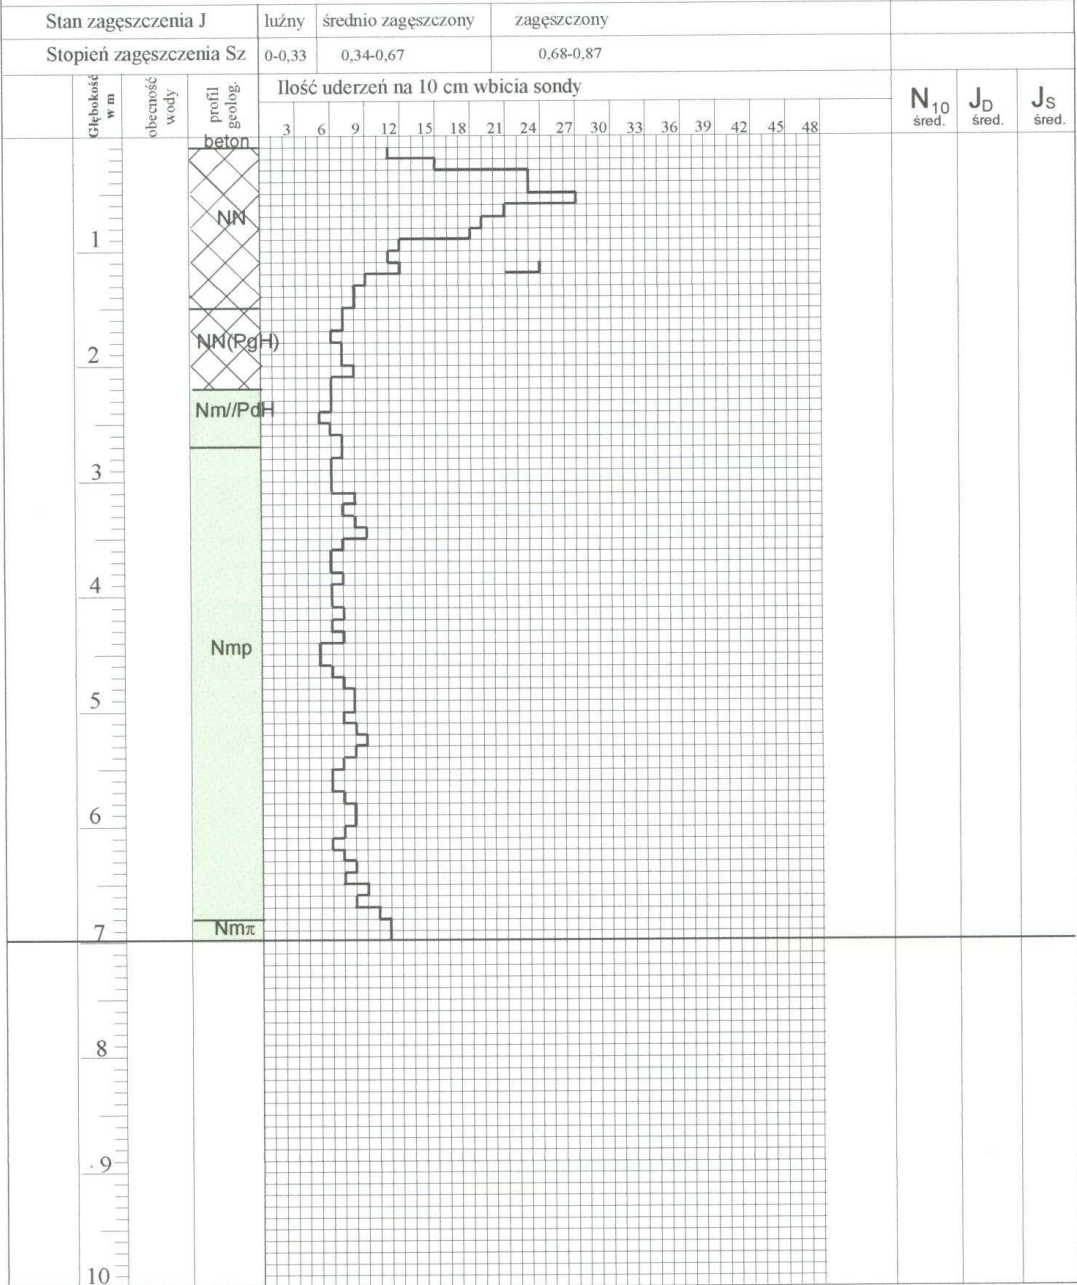 Stan zagęszczenia J luźny średnio zagęszczony zagęszczony
Stopień zagęszczenia Sz 0-0,33 0,34-0,67 0,68-0,87
Głębokość w m
obecność wody
profil geolog.
Ilość uderzeń na 10 cm wbicia sondy
N10 śred.
JD śred.
JS śred.
3 6 9 12 15 18 21 24 27 30 33 36 39 42 45 48
beton
NN
1
NN(PgH)
2
Nm//PdH
3
4
Nmp
5
6
Nmπ
7
8
9
10